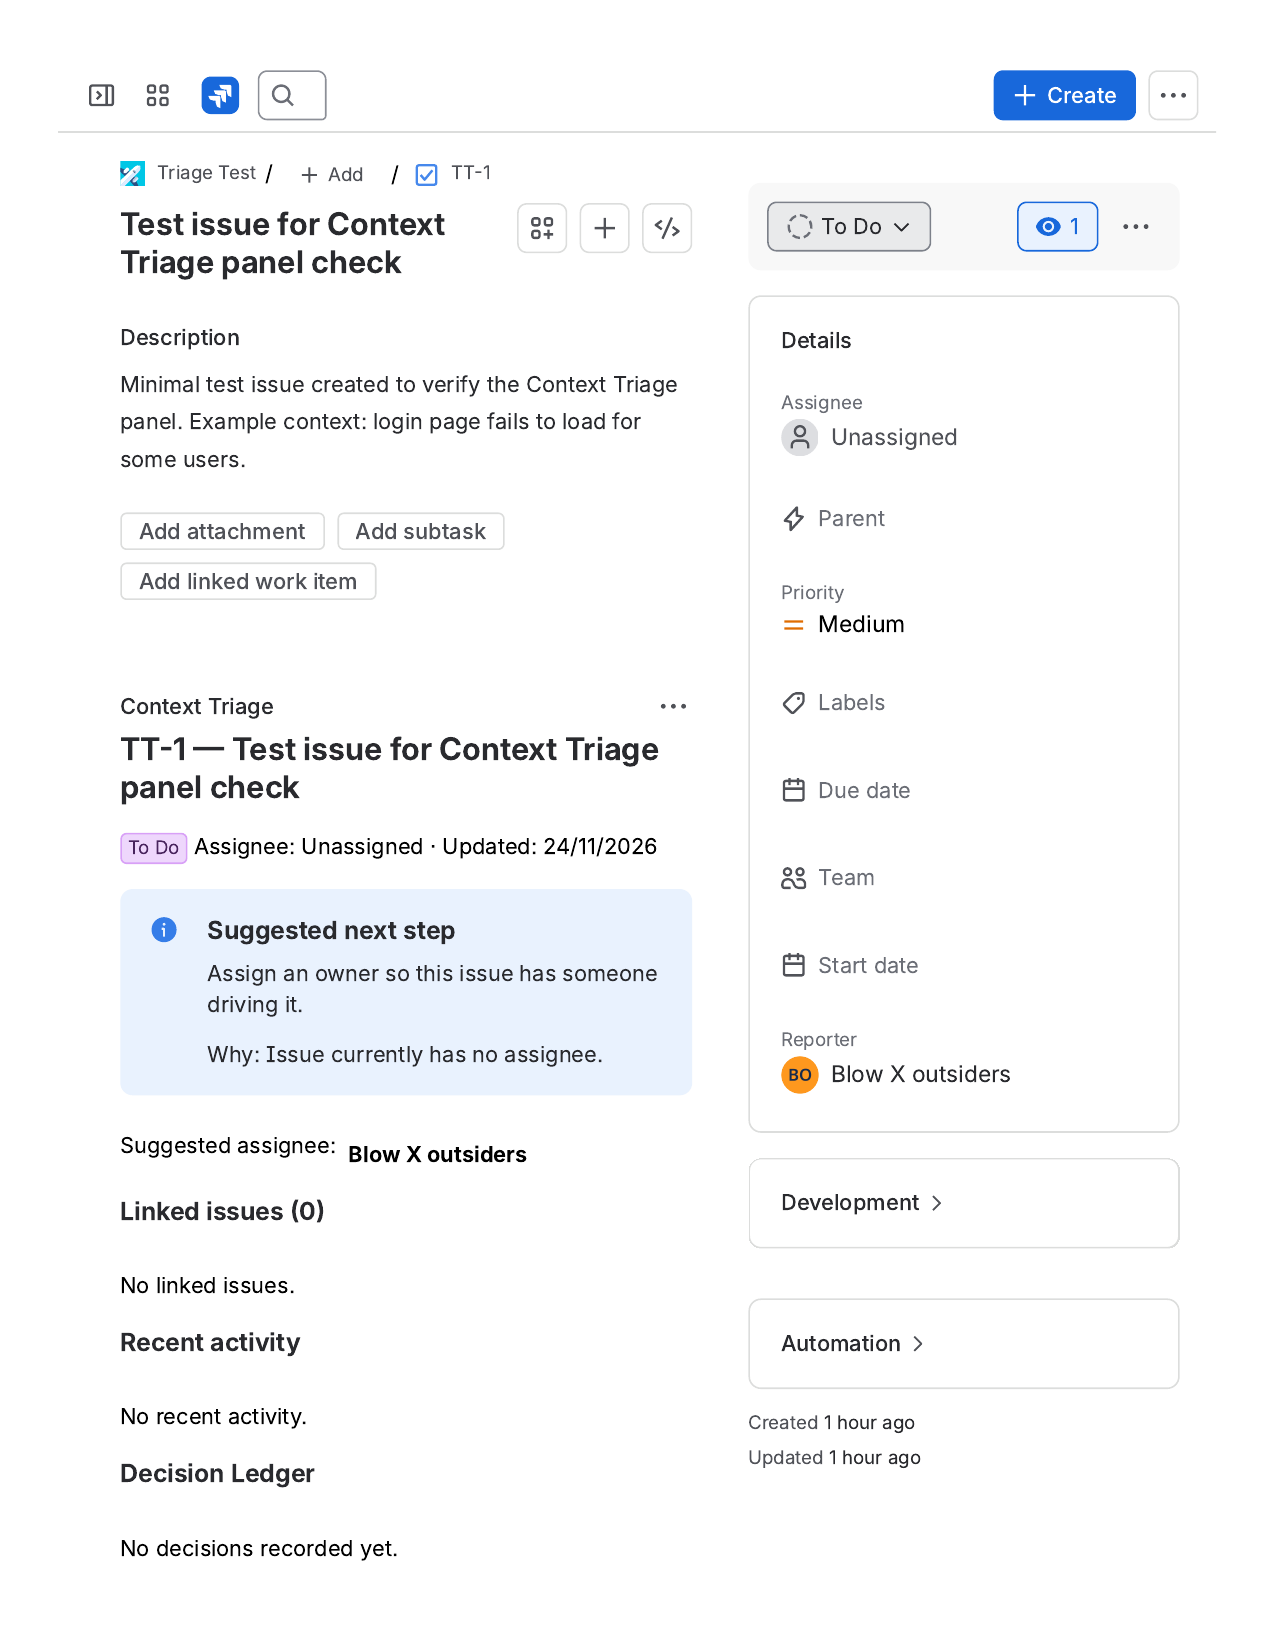 Create
Triage Test / Add / TT-1
Test issue for Context
Triage panel check
Description
Minimal test issue created to verify the Context Triage
panel. Example context: login page fails to load for
some users.
Add attachment Add subtask
Add linked work item
Context Triage
TT-1 — Test issue for Context Triage
panel check
To Do Assignee: Unassigned · Updated: 24/11/2026
Suggested next step
Assign an owner so this issue has someone
driving it.
Why: Issue currently has no assignee.
Suggested assignee: Blow X outsiders
Linked issues (0)
No linked issues.
Recent activity
No recent activity.
Decision Ledger
No decisions recorded yet.
To Do 1
Details
Assignee
Unassigned
Parent
Priority
Medium
Labels
Due date
Team
Start date
Reporter
BO Blow X outsiders
Development
Automation
Created 1 hour ago
Updated 1 hour ago